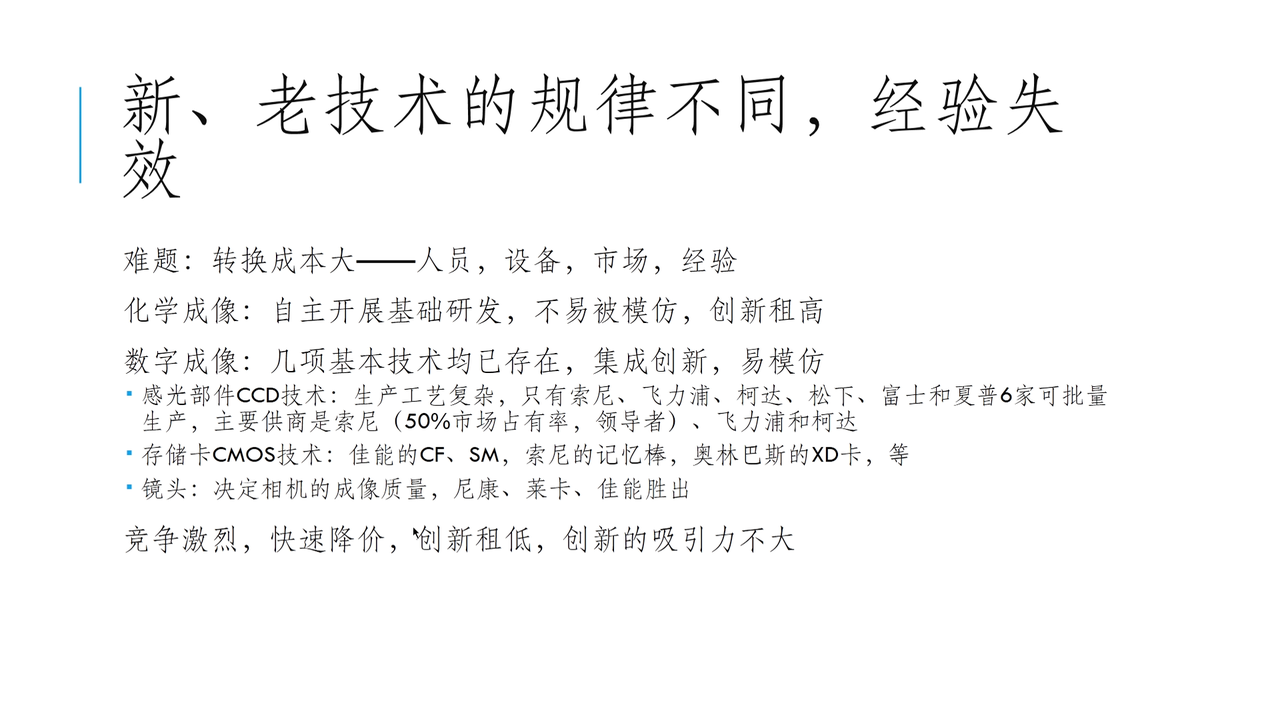 新、老技术的规律不同，经验失
效
难题：转换成本大——人员，设备，市场，经验
化学成像：自主开展基础研发，不易被模仿，创新租高
数字成像：几项基本技术均已存在，集成创新，易模仿
感光部件CCD技术：生产工艺复杂，只有索尼、飞力浦、柯达、松下、富士和夏普6家可批量
生产，主要供商是索尼（50%市场占有率，领导者）、飞力浦和柯达
存储卡CMOS技术：佳能的CF、SM，索尼的记忆棒，奥林巴斯的XD卡，等
镜头：决定相机的成像质量，尼康、莱卡、佳能胜出
竞争激烈，快速降价，创新租低，创新的吸引力不大